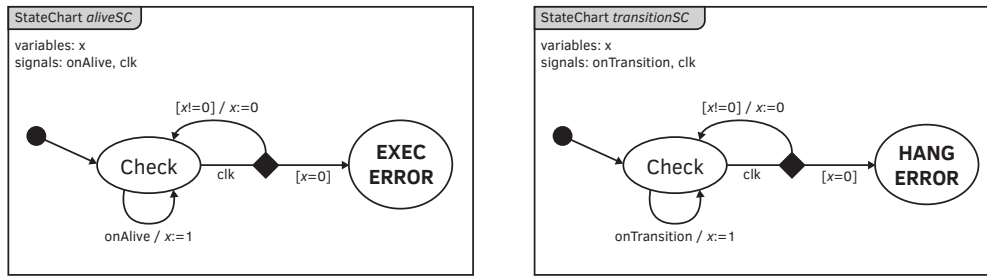 StateChart aliveSC
variables: x
signals: onAlive, clk
[x!=0] / x:=0
Check
EXEC
ERROR
clk
[x=0]
onAlive / x:=1
StateChart transitionSC
variables: x
signals: onTransition, clk
[x!=0] / x:=0
Check
HANG
ERROR
clk
[x=0]
onTransition / x:=1